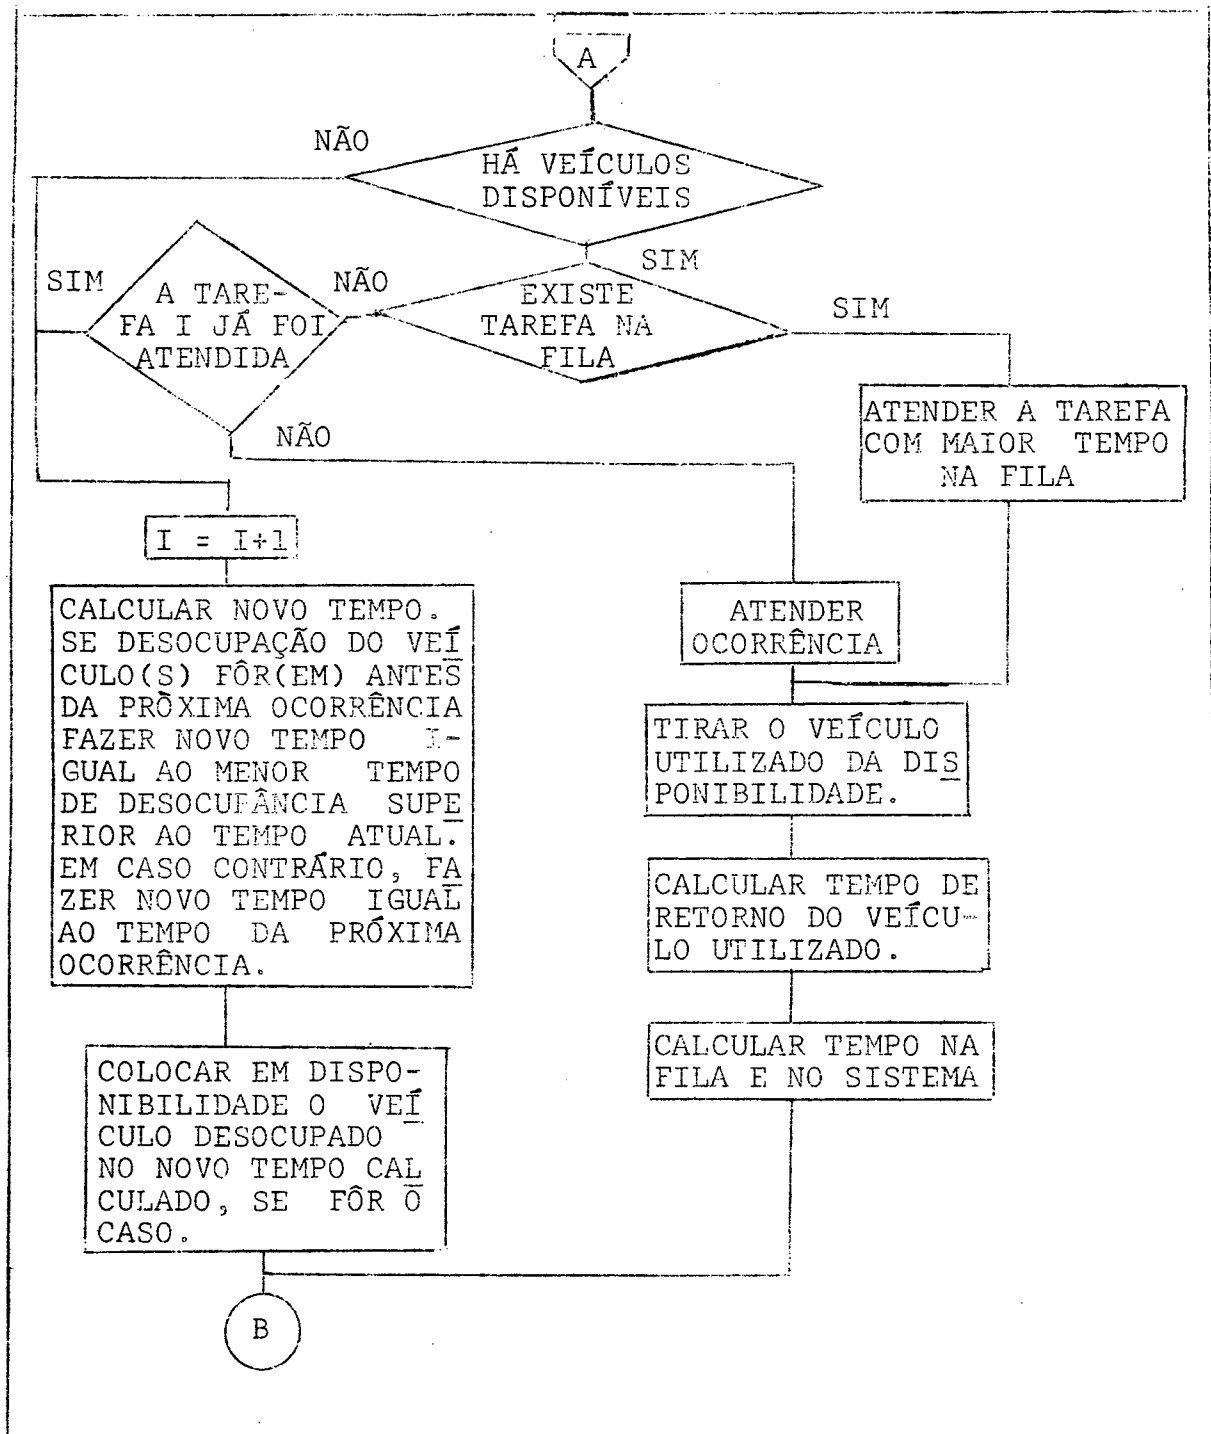 A
NÃO
HÁ VEÍCULOS
DISPONÍVEIS
SIM
EXISTE
TAREFA NA
FILA
NÃO
SIM
SIM
A TARE-
FA I JÁ FOI
ATENDIDA
NÃO
ATENDER A TAREFA
COM MAIOR TEMPO
NA FILA
I = I+1
CALCULAR NOVO TEMPO.
SE DESOCUPAÇÃO DO VEÍ
CULO(S) FÔR(EM) ANTES
DA PRÒXIMA OCORRÊNCIA
FAZER NOVO TEMPO I-
GUAL AO MENOR TEMPO
DE DESOCUPÂNCIA SUPE
RIOR AO TEMPO ATUAL.
EM CASO CONTRÁRIO, FA
ZER NOVO TEMPO IGUAL
AO TEMPO DA PRÓXIMA
OCORRÊNCIA.
COLOCAR EM DISPO-
NIBILIDADE O VEÍ
CULO DESOCUPADO
NO NOVO TEMPO CAL
CULADO, SE FÔR O
CASO.
ATENDER
OCORRÊNCIA
TIRAR O VEÍCULO
UTILIZADO DA DIS
PONIBILIDADE.
CALCULAR TEMPO DE
RETORNO DO VEÍCU-
LO UTILIZADO.
CALCULAR TEMPO NA
FILA E NO SISTEMA
B